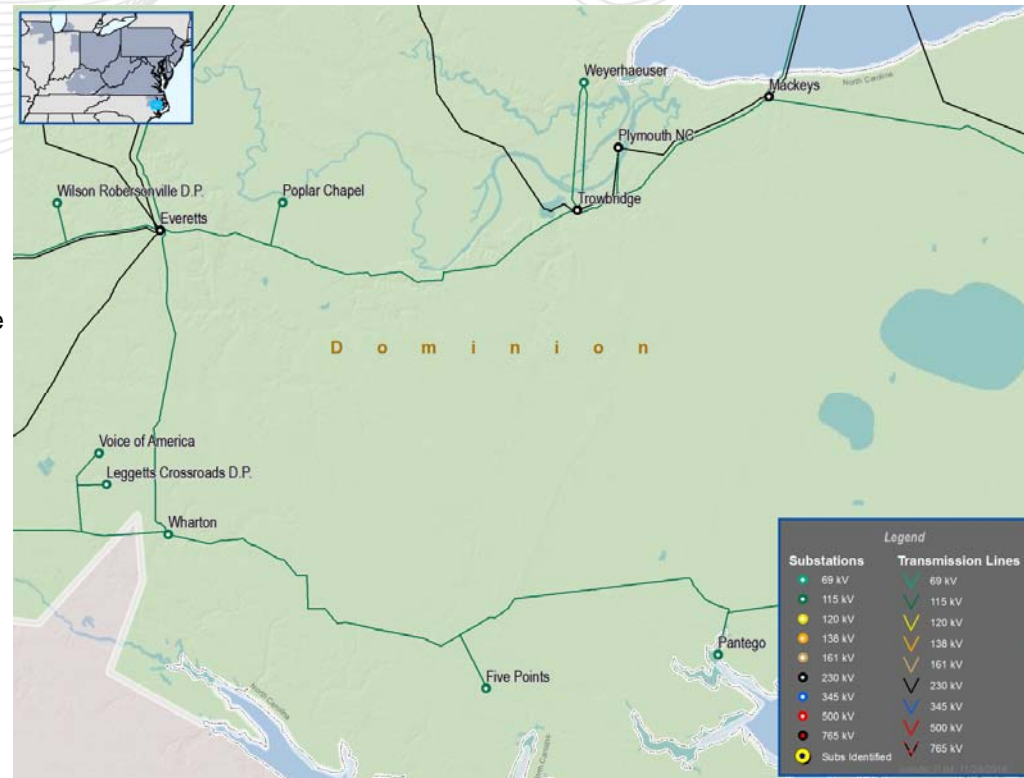 Weyerhaeuser
Mackeys
North Carolina
Plymouth NC
Wilson Robersonville D.P.
Poplar Chapel
Trowbridge
Everetts
e
D o m i n i o n
Voice of America
Leggetts Crossroads D.P.
Wharton
Pantego
Five Points
North Carolina
Legend
Substations Transmission Lines
69 kV 69 kV
115 kV 115 kV
120 kV 120 kV
138 kV 138 kV
161 kV 161 kV
230 kV 230 kV
345 kV 345 kV
500 kV 500 kV
765 kV 765 kV
Subs Identified